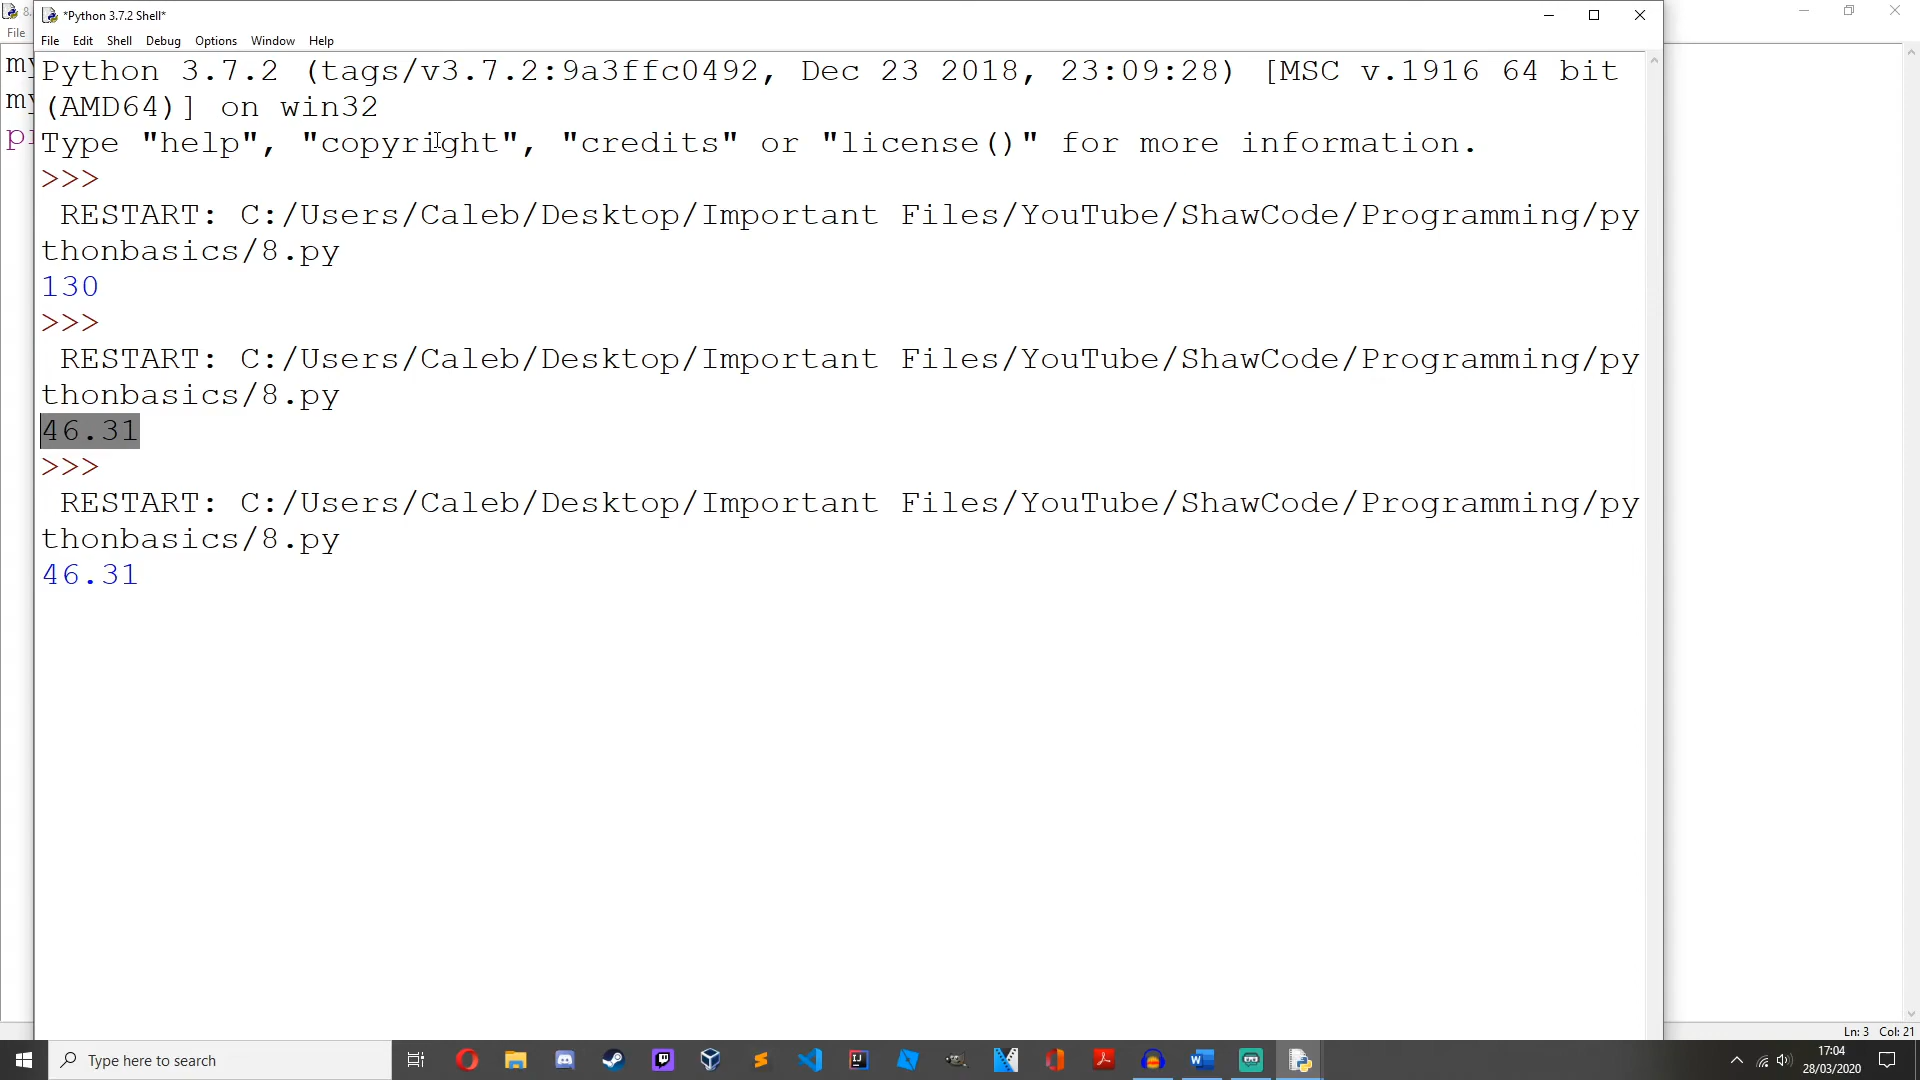 *Python 3.7.2 Shell*
File Edit Shell Debug Options Window Help
File
my
my
pr
Python 3.7.2 (tags/v3.7.2:9a3ffc0492, Dec 23 2018, 23:09:28) [MSC v.1916 64 bit
(AMD64)] on win32
Type "help", "copyright", "credits" or "license()" for more information.
>>>
RESTART: C:/Users/Caleb/Desktop/Important Files/YouTube/ShawCode/Programming/py
thonbasics/8.py
130
>>>
RESTART: C:/Users/Caleb/Desktop/Important Files/YouTube/ShawCode/Programming/py
thonbasics/8.py
46.31
>>>
RESTART: C:/Users/Caleb/Desktop/Important Files/YouTube/ShawCode/Programming/py
thonbasics/8.py
46.31
Ln: 3 Col: 21
Type here to search
17:04
28/03/2020